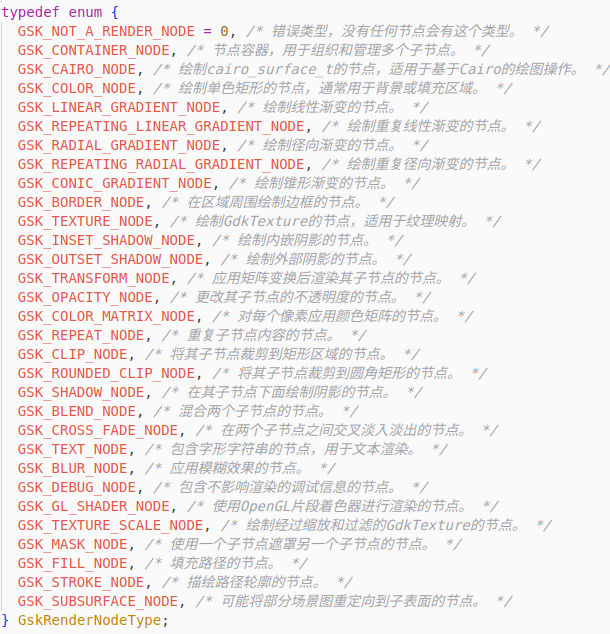 typedef enum {
GSK_NOT_A_RENDER_NODE = 0, /* 错误类型，没有任何节点会有这个类型。 */
GSK_CONTAINER_NODE, /* 节点容器，用于组织和管理多个子节点。 */
GSK_CAIRO_NODE, /* 绘制cairo_surface_t的节点，适用于基于Cairo的绘图操作。 */
GSK_COLOR_NODE, /* 绘制单色矩形的节点，通常用于背景或填充区域。 */
GSK_LINEAR_GRADIENT_NODE, /* 绘制线性渐变的节点。 */
GSK_REPEATING_LINEAR_GRADIENT_NODE, /* 绘制重复线性渐变的节点。 */
GSK_RADIAL_GRADIENT_NODE, /* 绘制径向渐变的节点。 */
GSK_REPEATING_RADIAL_GRADIENT_NODE, /* 绘制重复径向渐变的节点。 */
GSK_CONIC_GRADIENT_NODE, /* 绘制锥形渐变的节点。 */
GSK_BORDER_NODE, /* 在区域周围绘制边框的节点。 */
GSK_TEXTURE_NODE, /* 绘制GdkTexture的节点，适用于纹理映射。 */
GSK_INSET_SHADOW_NODE, /* 绘制内嵌阴影的节点。 */
GSK_OUTSET_SHADOW_NODE, /* 绘制外部阴影的节点。 */
GSK_TRANSFORM_NODE, /* 应用矩阵变换后渲染其子节点的节点。 */
GSK_OPACITY_NODE, /* 更改其子节点的不透明度的节点。 */
GSK_COLOR_MATRIX_NODE, /* 对每个像素应用颜色矩阵的节点。 */
GSK_REPEAT_NODE, /* 重复子节点内容的节点。 */
GSK_CLIP_NODE, /* 将其子节点裁剪到矩形区域的节点。 */
GSK_ROUNDED_CLIP_NODE, /* 将其子节点裁剪到圆角矩形的节点。 */
GSK_SHADOW_NODE, /* 在其子节点下面绘制阴影的节点。 */
GSK_BLEND_NODE, /* 混合两个子节点的节点。 */
GSK_CROSS_FADE_NODE, /* 在两个子节点之间交叉淡入淡出的节点。 */
GSK_TEXT_NODE, /* 包含字形字符串的节点，用于文本渲染。 */
GSK_BLUR_NODE, /* 应用模糊效果的节点。 */
GSK_DEBUG_NODE, /* 包含不影响渲染的调试信息的节点。 */
GSK_GL_SHADER_NODE, /* 使用OpenGL片段着色器进行渲染的节点。 */
GSK_TEXTURE_SCALE_NODE, /* 绘制经过缩放和过滤的GdkTexture的节点。 */
GSK_MASK_NODE, /* 使用一个子节点遮罩另一个子节点的节点。 */
GSK_FILL_NODE, /* 填充路径的节点。 */
GSK_STROKE_NODE, /* 描绘路径轮廓的节点。 */
GSK_SUBSURFACE_NODE, /* 可能将部分场景图重定向到子表面的节点。 */
} GskRenderNodeType;